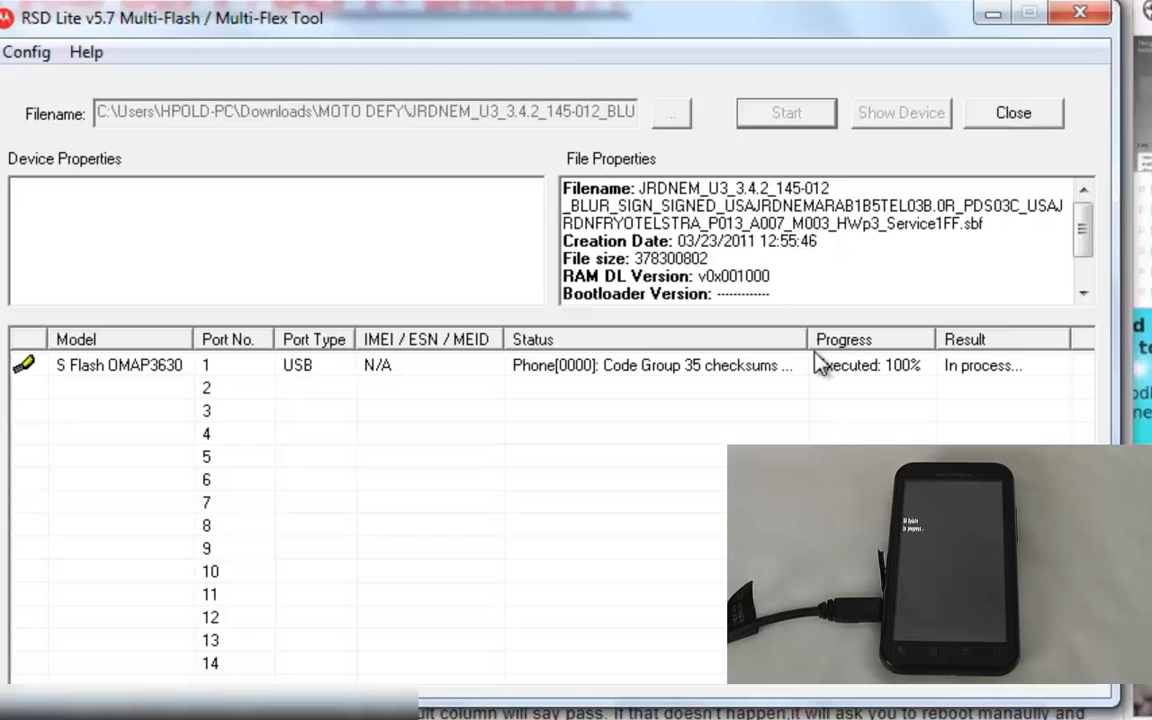 RSD Lite v5.7 Multi-Flash / Multi-Flex Tool
Config Help
Filename: C:\Users\HPOLD-PC\Downloads\MOTO DEFY\JRDNEM_U3_3.4.2_145-012_BLU ... Start Show Device Close
Device Properties File Properties
Filename: JRDNEM_U3_3.4.2_145-012
_BLUR_SIGN_SIGNED_USAJRDNEMARAB1B5TEL03B.0R_PDS03C_USAJ
RDNFRYOTELSTRA_P013_A007_M003_HWp3_Service1FF.sbf
Creation Date: 03/23/2011 12:55:46
File size: 378300802
RAM DL Version: v0x001000
Bootloader Version: ------------
Model Port No. Port Type IMEI / ESN / MEID Status Progress Result
S Flash OMAP3630 1 USB N/A Phone[0000]: Code Group 35 checksums ... 100% In process...
2
3
4
5
6
7
8
9
10
11
12
13
14
column will say pass. If that doesn't happen,it will ask you to reboot manaully and